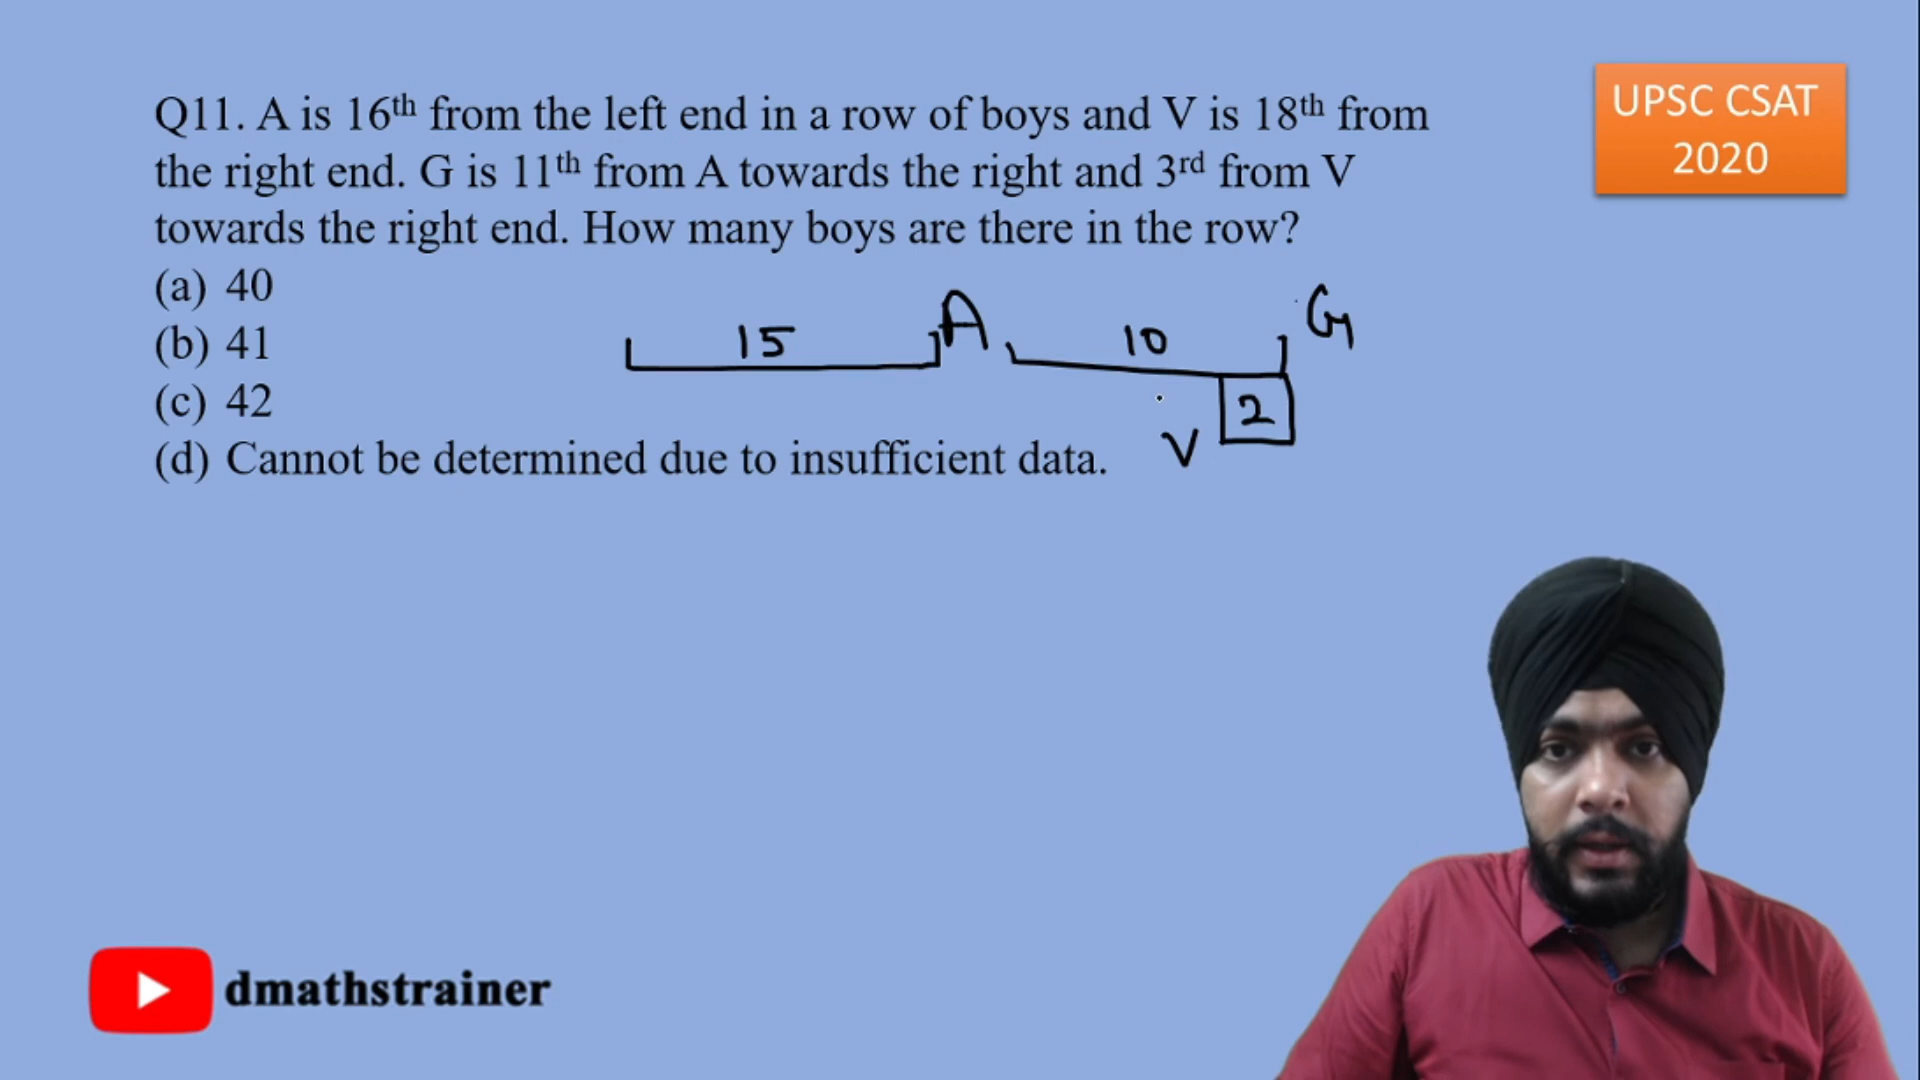 Q11. A is 16th from the left end in a row of boys and V is 18th from
the right end. G is 11th from A towards the right and 3rd from V
towards the right end. How many boys are there in the row?
(a) 40
(b) 41
(c) 42
(d) Cannot be determined due to insufficient data.
UPSC CSAT
2020
15 A 10 G
V 2
dmathstrainer